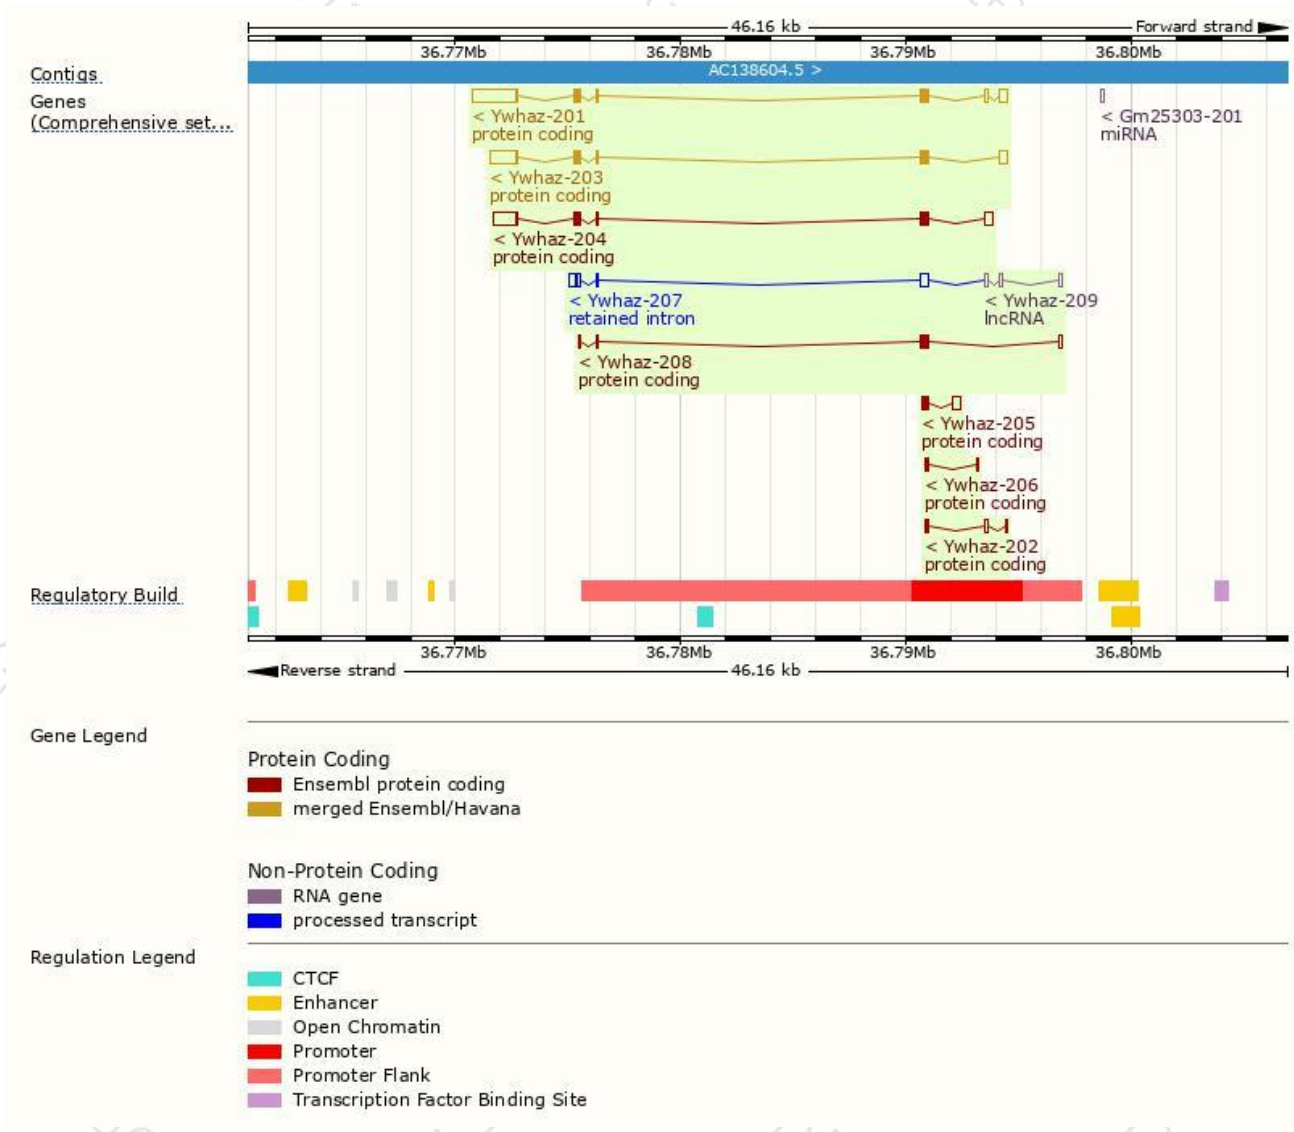 46.16 kb
Forward strand
36.77Mb 36.78Mb 36.79Mb 36.80Mb
Contigs
AC138604.5 >
Genes
(Comprehensive set...
< Ywhaz-201
protein coding
< Gm25303-201
miRNA
< Ywhaz-203
protein coding
< Ywhaz-204
protein coding
< Ywhaz-207
retained intron
< Ywhaz-209
lncRNA
< Ywhaz-208
protein coding
< Ywhaz-205
protein coding
< Ywhaz-206
protein coding
< Ywhaz-202
protein coding
Regulatory Build
36.77Mb 36.78Mb 36.79Mb 36.80Mb
Reverse strand
46.16 kb
Gene Legend
Protein Coding
Ensembl protein coding
merged Ensembl/Havana
Non-Protein Coding
RNA gene
processed transcript
Regulation Legend
CTCF
Enhancer
Open Chromatin
Promoter
Promoter Flank
Transcription Factor Binding Site